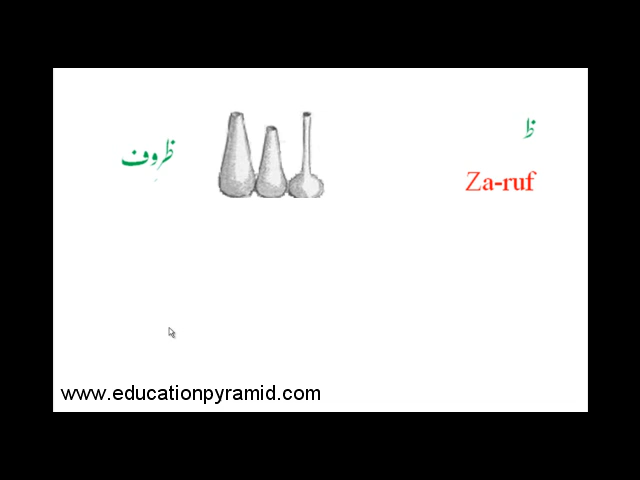 ظ
ظروف
Za-ruf
www.educationpyramid.com